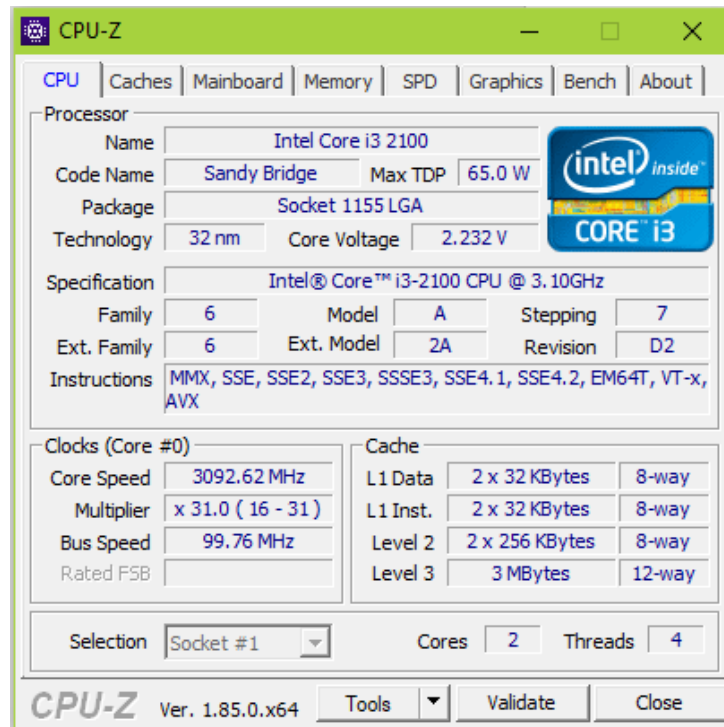 CPU-Z
CPU Caches Mainboard Memory SPD Graphics Bench About
Processor
Name Intel Core i3 2100
Code Name Sandy Bridge Max TDP 65.0 W
Package Socket 1155 LGA
Technology 32 nm Core Voltage 2.232 V
intel inside™
CORE™ i3
Specification Intel® Core™ i3-2100 CPU @ 3.10GHz
Family 6 Model A Stepping 7
Ext. Family 6 Ext. Model 2A Revision D2
Instructions MMX, SSE, SSE2, SSE3, SSSE3, SSE4.1, SSE4.2, EM64T, VT-x,
AVX
Clocks (Core #0)
Core Speed 3092.62 MHz
Multiplier x 31.0 ( 16 - 31 )
Bus Speed 99.76 MHz
Rated FSB
Cache
L1 Data 2 x 32 KBytes 8-way
L1 Inst. 2 x 32 KBytes 8-way
Level 2 2 x 256 KBytes 8-way
Level 3 3 MBytes 12-way
Selection Socket #1 Cores 2 Threads 4
CPU-Z Ver. 1.85.0.x64 Tools Validate Close